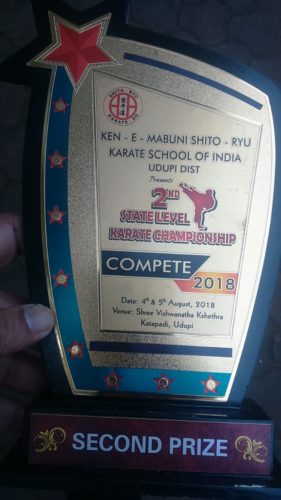 SHITO - RYU
KARATE - DO
KEN - E - MABUNI SHITO - RYU
KARATE SCHOOL OF INDIA
UDUPI DIST
Presents
2ND
STATE LEVEL
KARATE CHAMPIONSHIP
COMPETE
2018
Date: 4th & 5th August, 2018
Venue: Shree Vishwanatha Kshethra
Katapadi, Udupi
SECOND PRIZE